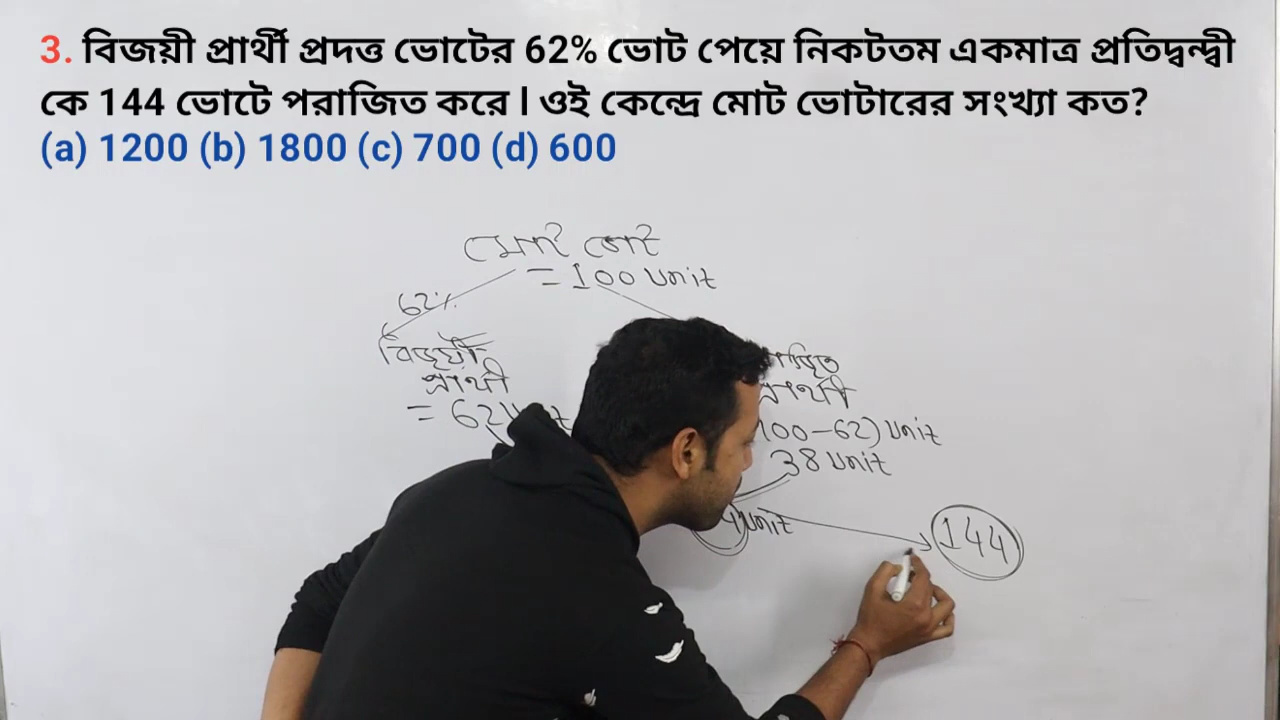 3. বিজয়ী প্রার্থী প্রদত্ত ভোটের 62% ভোট পেয়ে নিকটতম একমাত্র প্রতিদ্বন্দ্বী
কে 144 ভোটে পরাজিত করে l ওই কেন্দ্রে মোট ভোটারের সংখ্যা কত?
(a) 1200 (b) 1800 (c) 700 (d) 600
মোট ভোট
= 100 unit
62%
বিজয়ী
প্রার্থী
প্রার্থী
= 62
100-62) unit
38 unit
unit
144